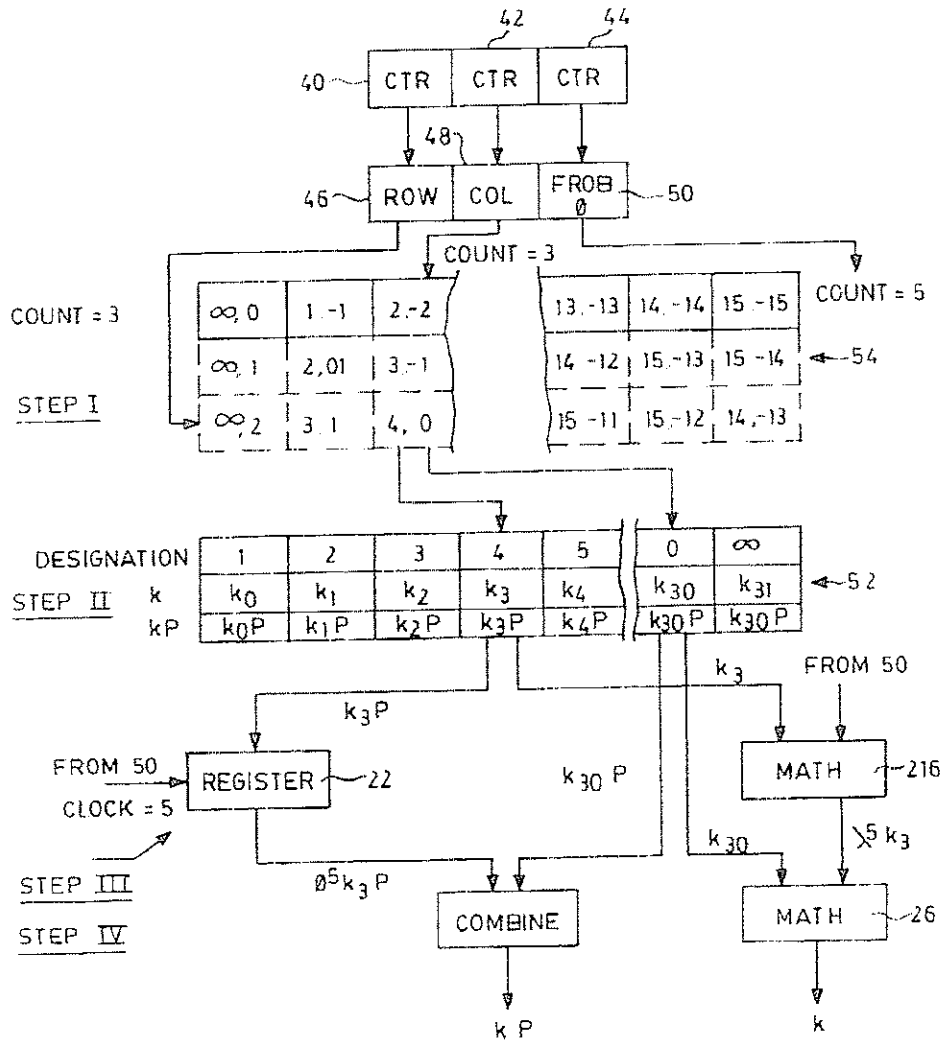 42 44
40 CTR CTR CTR
48
46 ROW COL FROB Ø 50
COUNT = 3
COUNT = 3 COUNT = 5
∞,0 1.-1 2.-2 13.-13 14.-14 15.-15
∞,1 2,01 3.-1 14-12 15.-13 15-14 54
STEP I
∞,2 3.1 4,0 15-11 15.-12 14,-13
DESIGNATION 1 2 3 4 5 0 ∞
STEP II k k₀ k₁ k₂ k₃ k₄ k₃₀ k₃₁ 52
kP k₀P k₁P k₂P k₃P k₄P k₃₀P k₃₀P
k₃ FROM 50
k₃P
k₃₀P
FROM 50 REGISTER 22 MATH 216
CLOCK = 5
k₃₀ λ⁵k₃
STEP III
Ø⁵k₃P
STEP IV COMBINE MATH 26
k P k